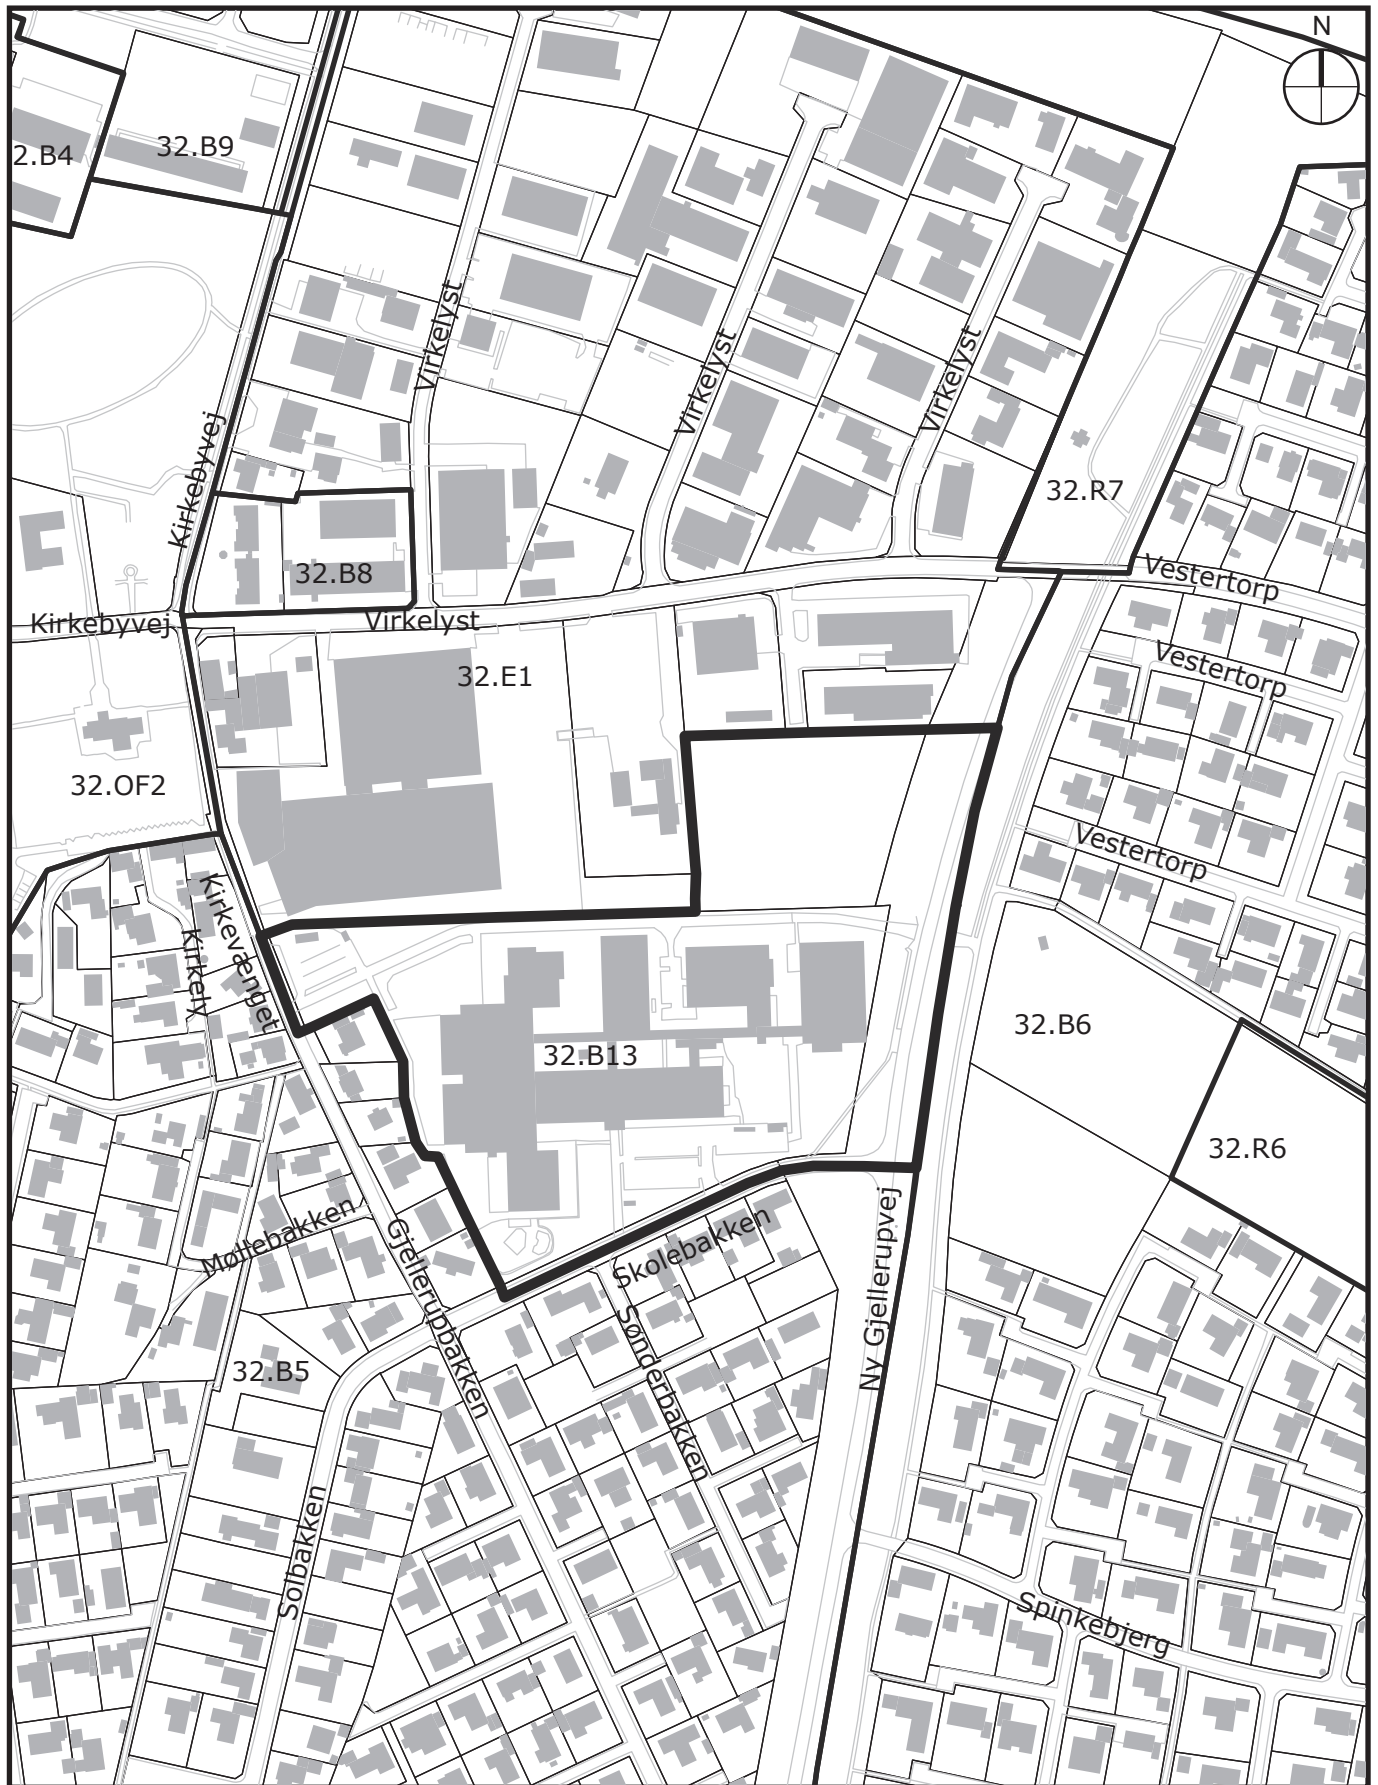 N
32.B9
2.B4
Virkelyst
Virkelyst
Virkelyst
Kirkebyvej
32.R7
32.B8
Vestertorp
Kirkebyvej
Virkelyst
32.E1
Vestertorp
32.OF2
Vestertorp
Kirkevænget
Kirkely
32.B6
32.B13
32.R6
Møllebakken
Skolebakken
Gjellerupbakken
Ny Gjellerupvej
Sønderbakken
32.B5
Solbakken
Spinkebjerg